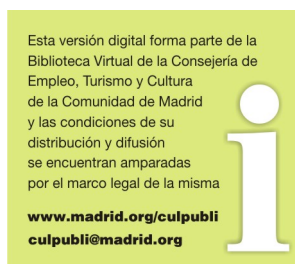 Esta versión digital forma parte de la
Biblioteca Virtual de la Consejería de
Empleo, Turismo y Cultura
de la Comunidad de Madrid
y las condiciones de su
distribución y difusión
se encuentran amparadas
por el marco legal de la misma
www.madrid.org/culpubli
culpubli@madrid.org
i